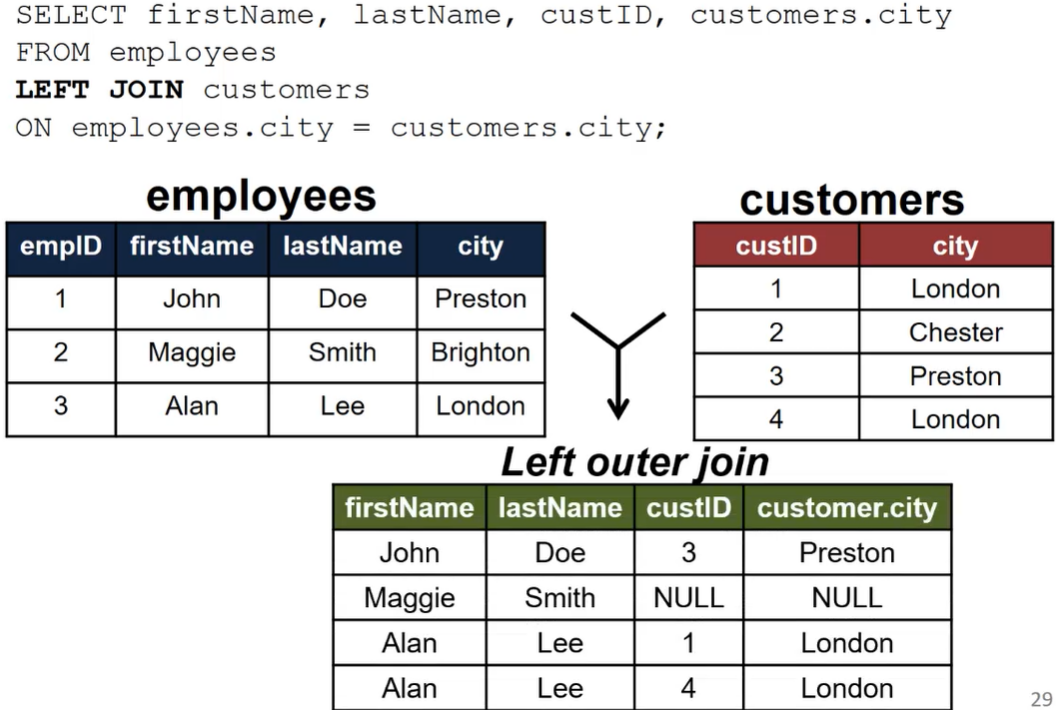 SELECT firstName, lastName, custID, customers.city
FROM employees
LEFT JOIN customers
ON employees.city = customers.city;
employees
empID firstName lastName city
1 John Doe Preston
2 Maggie Smith Brighton
3 Alan Lee London
customers
custID city
1 London
2 Chester
3 Preston
4 London
Left outer join
firstName lastName custID customer.city
John Doe 3 Preston
Maggie Smith NULL NULL
Alan Lee 1 London
Alan Lee 4 London
29